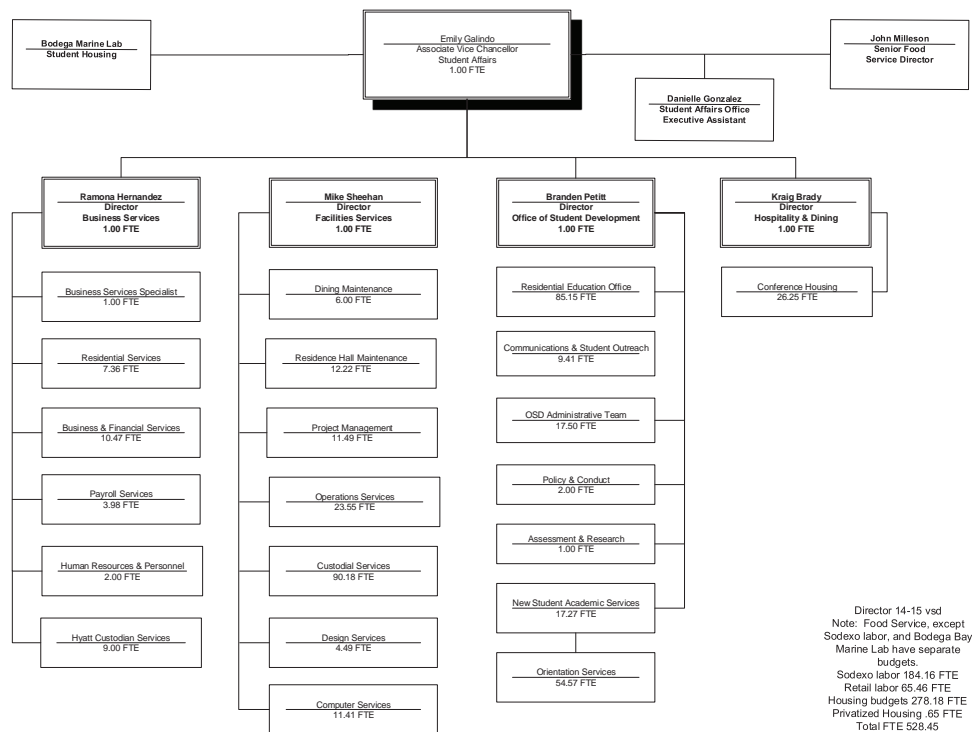 Bodega Marine Lab
Student Housing
Emily Galindo
Associate Vice Chancellor
Student Affairs
1.00 FTE
John Milleson
Senior Food
Service Director
Danielle Gonzalez
Student Affairs Office
Executive Assistant
Ramona Hernandez
Director
Business Services
1.00 FTE
Business Services Specialist
1.00 FTE
Residential Services
7.36 FTE
Business & Financial Services
10.47 FTE
Payroll Services
3.98 FTE
Human Resources & Personnel
2.00 FTE
Hyatt Custodian Services
9.00 FTE
Mike Sheehan
Director
Facilities Services
1.00 FTE
Dining Maintenance
6.00 FTE
Residence Hall Maintenance
12.22 FTE
Project Management
11.49 FTE
Operations Services
23.55 FTE
Custodial Services
90.18 FTE
Design Services
4.49 FTE
Computer Services
11.41 FTE
Branden Petitt
Director
Office of Student Development
1.00 FTE
Residential Education Office
85.15 FTE
Communications & Student Outreach
9.41 FTE
OSD Administrative Team
17.50 FTE
Policy & Conduct
2.00 FTE
Assessment & Research
1.00 FTE
New Student Academic Services
17.27 FTE
Orientation Services
54.57 FTE
Kraig Brady
Director
Hospitality & Dining
1.00 FTE
Conference Housing
26.25 FTE
Director 14-15 vsd
Note: Food Service, except
Sodexo labor, and Bodega Bay
Marine Lab have separate
budgets.
Sodexo labor 184.16 FTE
Retail labor 65.46 FTE
Housing budgets 278.18 FTE
Privatized Housing .65 FTE
Total FTE 528.45